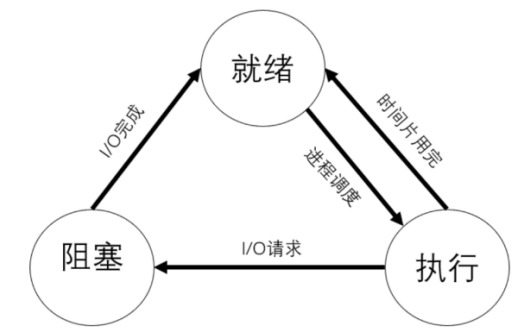 就绪
I/O完成
时间片用完
进程调度
阻塞
I/O请求
执行